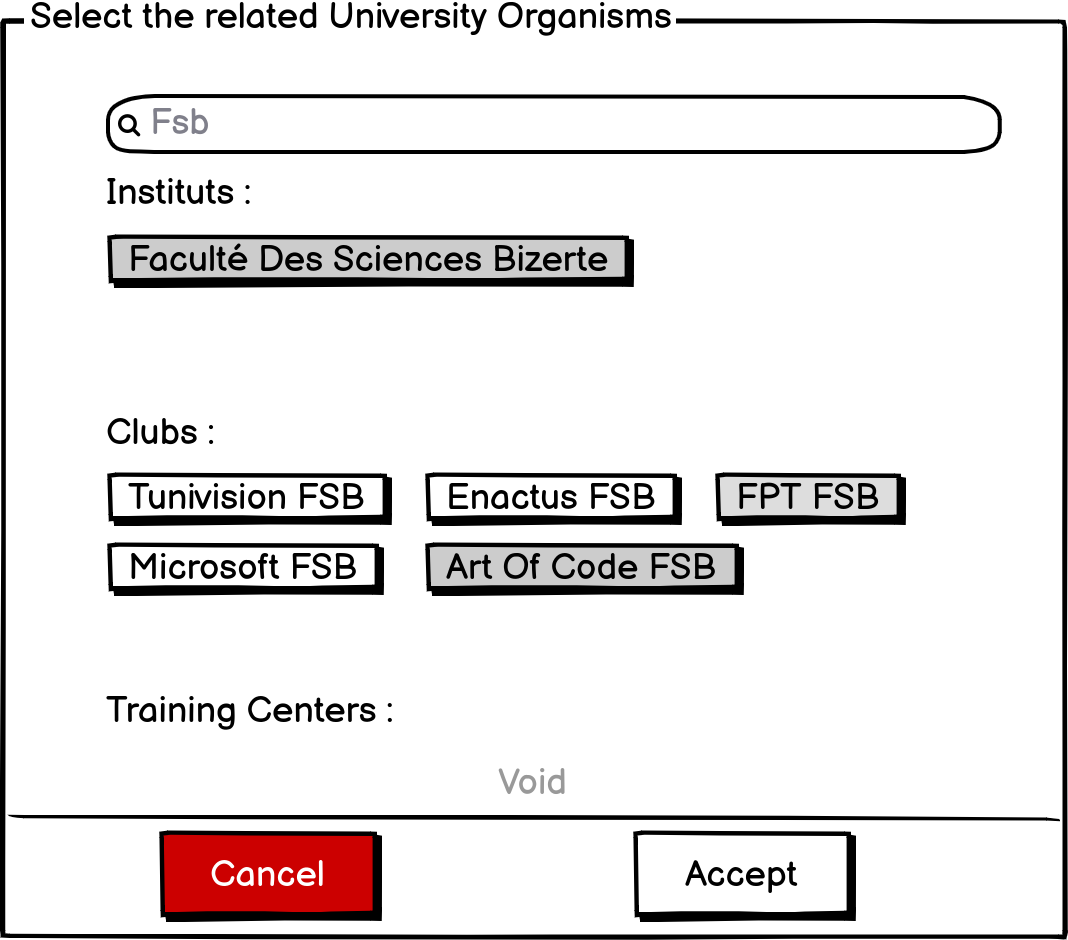 Select the related University Organisms
Fsb
Instituts :
Faculté Des Sciences Bizerte
Clubs :
Tunivision FSB Enactus FSB FPT FSB
Microsoft FSB Art Of Code FSB
Training Centers :
Void
Cancel Accept